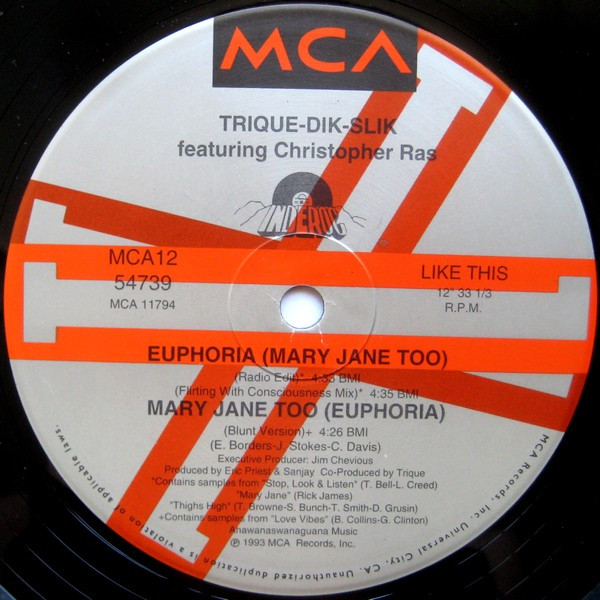 MCA
TRIQUE-DIK-SLIK
featuring Christopher Ras
MCA12
54739
MCA 11794
LIKE THIS
12" 33 1/3
R.P.M.
EUPHORIA (MARY JANE TOO)
(Radio Edit)* 4:33 BMI
(Flirting With Consciousness Mix)* 4:35 BMI
MARY JANE TOO (EUPHORIA)
(Blunt Version)+ 4:26 BMI
(E. Borders-J. Stokes-C. Davis)
Executive Producer: Jim Chevious
Produced by Eric Priest & Sanjay Co-Produced by Trique
*Contains samples from "Stop, Look & Listen" (T. Bell-L. Creed)
"Mary Jane" (Rick James)
"Thighs High" (T. Browne-S. Bunch-T. Smith-D. Grusin)
+Contains samples from "Love Vibes" (B. Collins-G. Clinton)
Anawanaswanaguana Music
℗ 1993 MCA Records, Inc.
MCA Records, Inc. Universal City, CA. Unauthorized duplication is a violation of applicable laws.